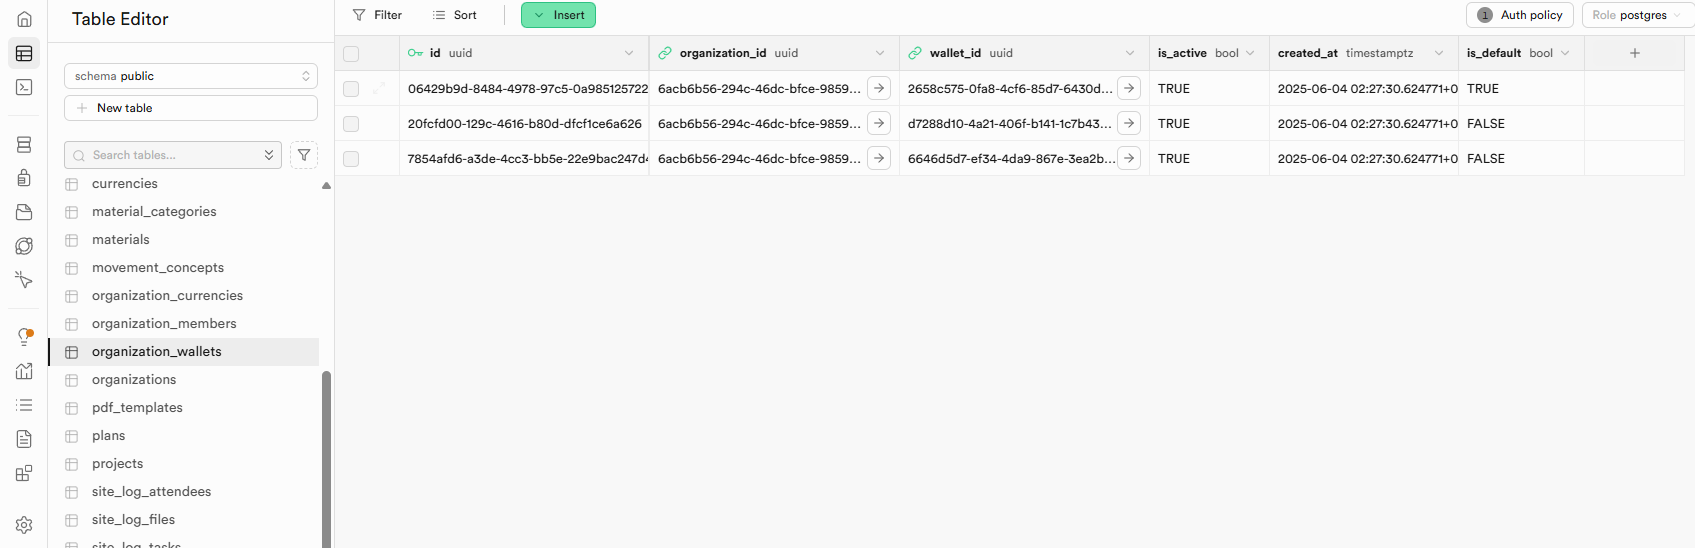 Table Editor
schema public
New table
Search tables...
currencies
material_categories
materials
movement_concepts
organization_currencies
organization_members
organization_wallets
organizations
pdf_templates
plans
projects
site_log_attendees
site_log_files
site_log_tasks
Filter
Sort
Insert
1 Auth policy
Role postgres
id uuid
organization_id uuid
wallet_id uuid
is_active bool
created_at timestamptz
is_default bool
06429b9d-8484-4978-97c5-0a985125722 6acb6b56-294c-46dc-bfce-9859... 2658c575-0fa8-4cf6-85d7-6430d... TRUE 2025-06-04 02:27:30.624771+0 TRUE
20fcfd00-129c-4616-b80d-dfcf1ce6a626 6acb6b56-294c-46dc-bfce-9859... d7288d10-4a21-406f-b141-1c7b43... TRUE 2025-06-04 02:27:30.624771+0 FALSE
7854afd6-a3de-4cc3-bb5e-22e9bac247d 6acb6b56-294c-46dc-bfce-9859... 6646d5d7-ef34-4da9-867e-3ea2b... TRUE 2025-06-04 02:27:30.624771+0 FALSE